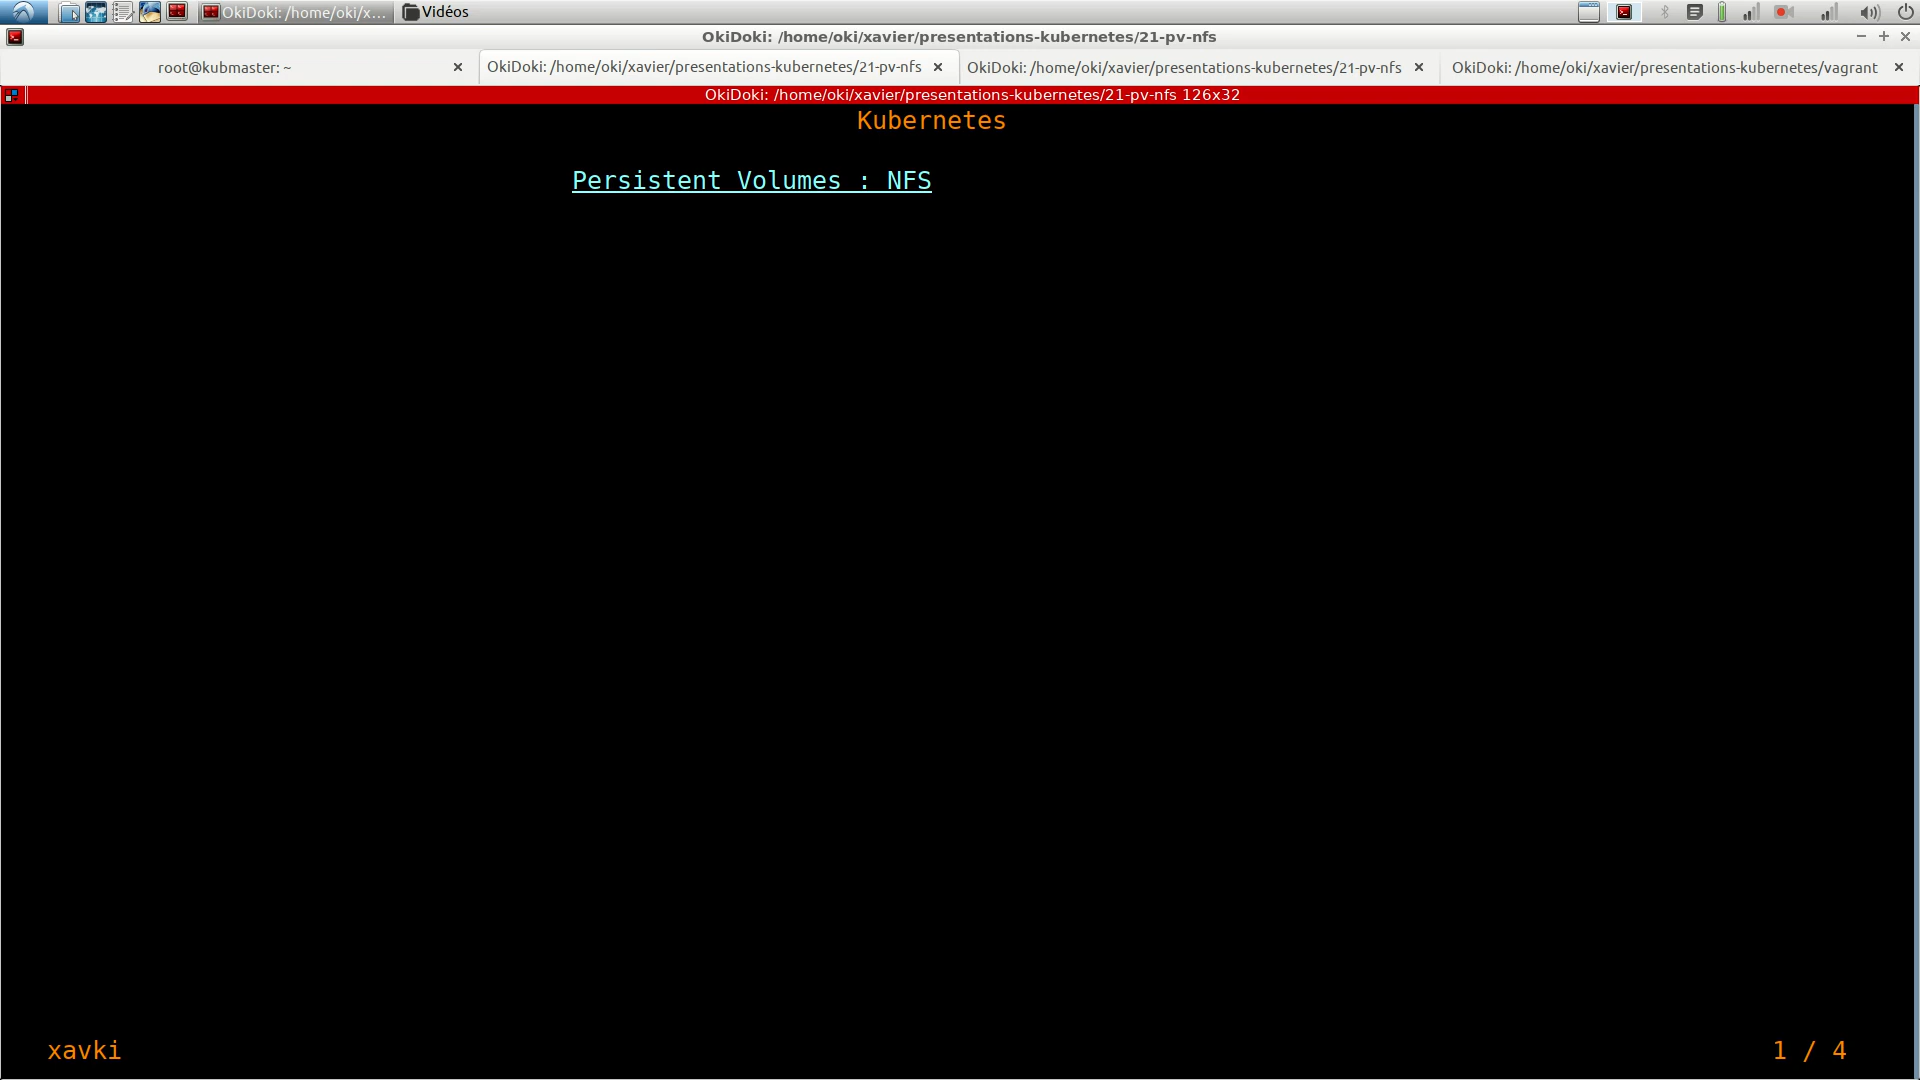 OkiDoki: /home/oki/x... Vidéos
OkiDoki: /home/oki/xavier/presentations-kubernetes/21-pv-nfs
root@kubmaster: ~ OkiDoki: /home/oki/xavier/presentations-kubernetes/21-pv-nfs OkiDoki: /home/oki/xavier/presentations-kubernetes/21-pv-nfs OkiDoki: /home/oki/xavier/presentations-kubernetes/vagrant
OkiDoki: /home/oki/xavier/presentations-kubernetes/21-pv-nfs 126x32
Kubernetes
Persistent Volumes : NFS
xavki 1 / 4